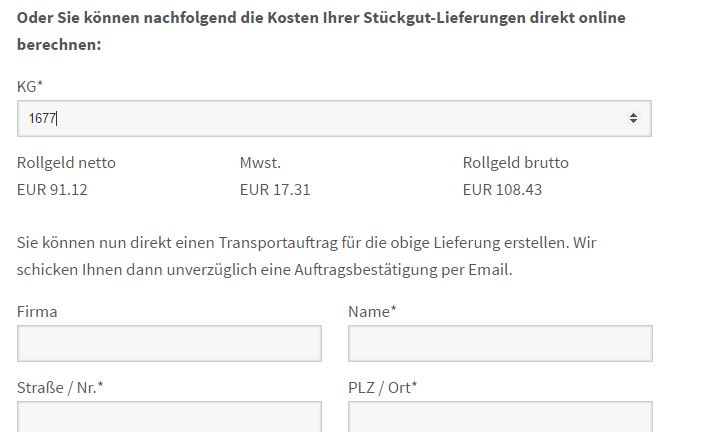 Oder Sie können nachfolgend die Kosten Ihrer Stückgut-Lieferungen direkt online
berechnen:
KG*
1677
Rollgeld netto Mwst. Rollgeld brutto
EUR 91.12 EUR 17.31 EUR 108.43
Sie können nun direkt einen Transportauftrag für die obige Lieferung erstellen. Wir
schicken Ihnen dann unverzüglich eine Auftragsbestätigung per Email.
Firma Name*
Straße / Nr.* PLZ / Ort*